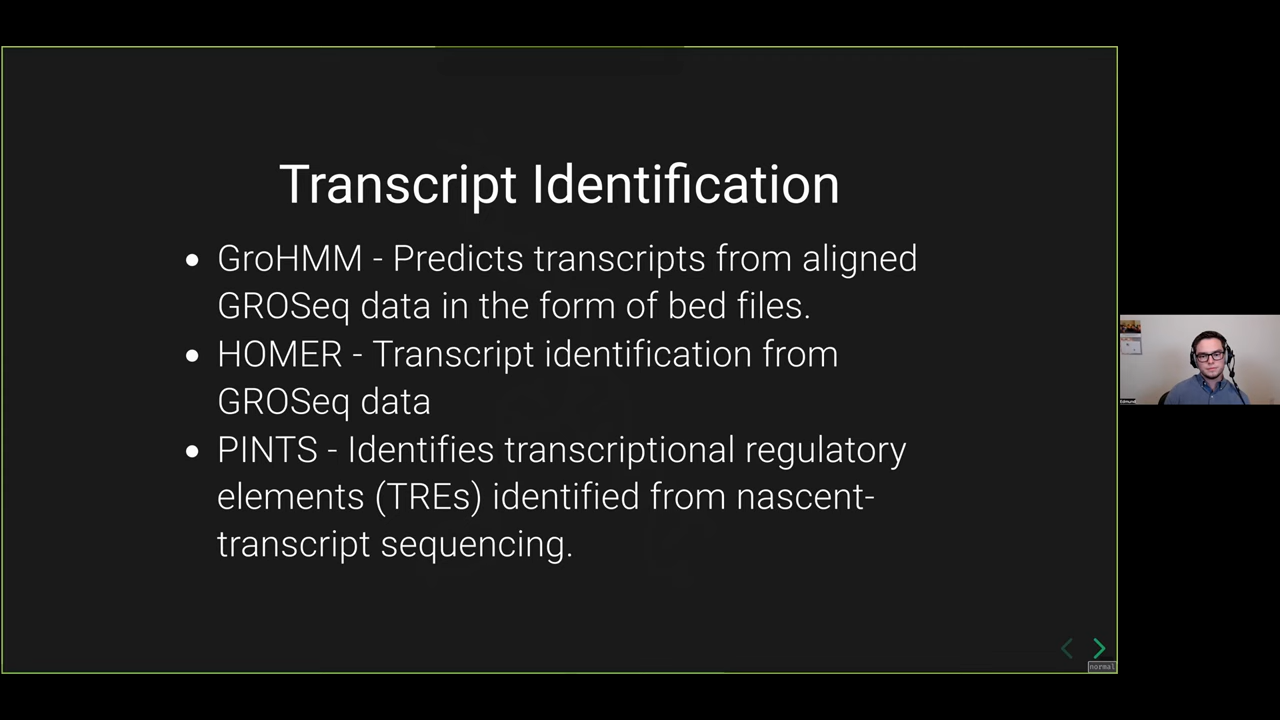 Transcript Identification
• GroHMM - Predicts transcripts from aligned
GROSeq data in the form of bed files.
• HOMER - Transcript identification from
GROSeq data
• PINTS - Identifies transcriptional regulatory
elements (TREs) identified from nascent-
transcript sequencing.
normal
Edmund